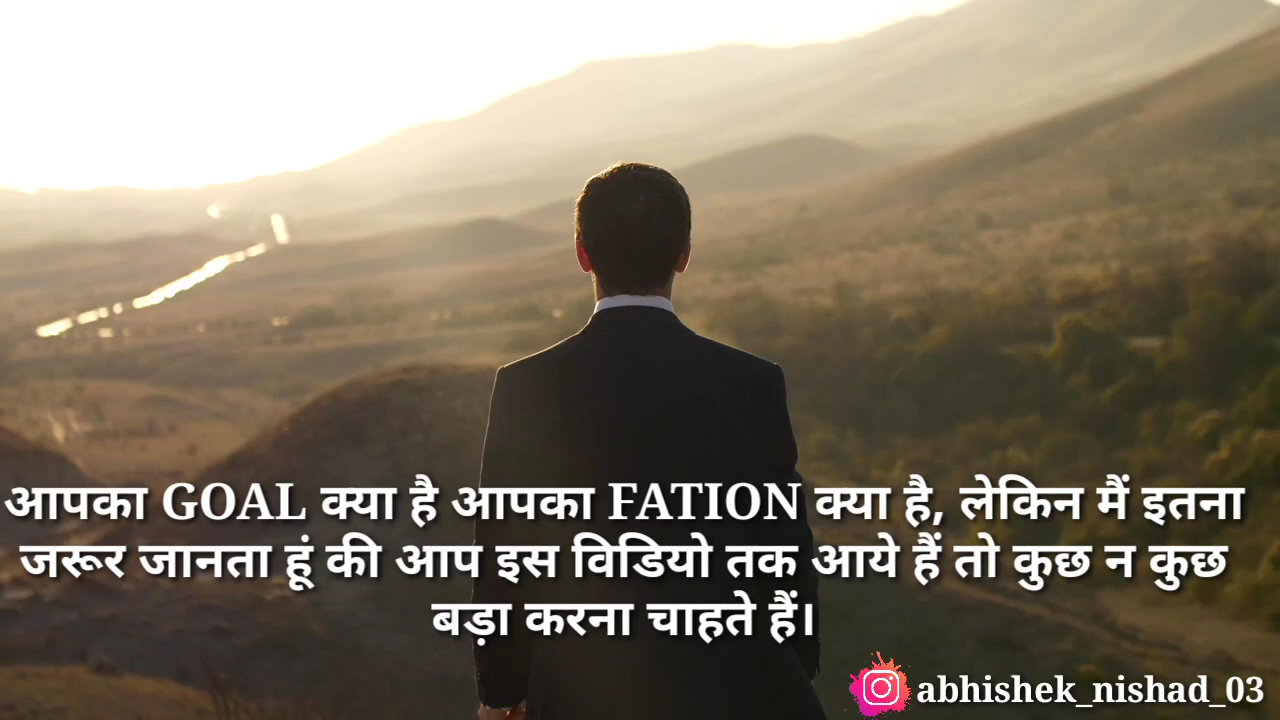 आपका GOAL क्या है आपका FATION क्या है, लेकिन मैं इतना
जरूर जानता हूं की आप इस विडियो तक आये हैं तो कुछ न कुछ
बड़ा करना चाहते हैं।
abhishek_nishad_03